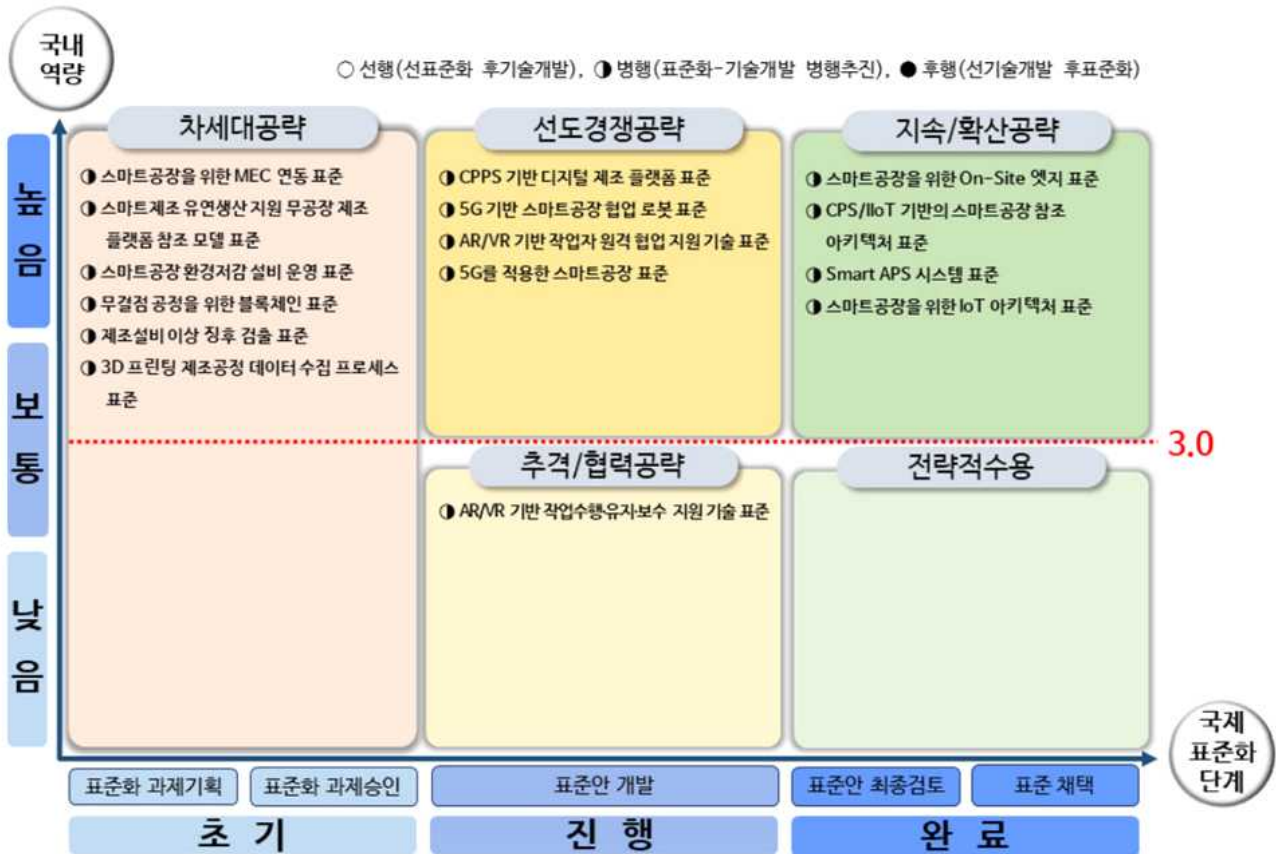 국내
역량
○ 선행(선표준화 후기술개발), ◑ 병행(표준화-기술개발 병행추진), ● 후행(선기술개발 후표준화)
차세대공략
◑ 스마트공장을 위한 MEC 연동 표준
◑ 스마트제조 유연생산 지원 무공장 제조
플랫폼 참조 모델 표준
◑ 스마트공장 환경저감 설비 운영 표준
◑ 무결점 공정을 위한 블록체인 표준
◑ 제조설비 이상 징후 검출 표준
◑ 3D 프린팅 제조공정 데이터 수집 프로세스
표준
선도경쟁공략
◑ CPPS 기반 디지털 제조 플랫폼 표준
◑ 5G 기반 스마트공장 협업 로봇 표준
◑ AR/VR 기반 작업자 원격 협업 지원 기술 표준
◑ 5G를 적용한 스마트공장 표준
지속/확산공략
◑ 스마트공장을 위한 On-Site 엣지 표준
◑ CPS/IIoT 기반의 스마트공장 참조
아키텍처 표준
◑ Smart APS 시스템 표준
◑ 스마트공장을 위한 IoT 아키텍처 표준
높음
보통
낮음
3.0
추격/협력공략
◑ AR/VR 기반 작업수행·유지·보수 지원 기술 표준
전략적수용
국제
표준화
단계
표준화 과제기획
표준화 과제승인
표준안 개발
표준안 최종검토
표준 채택
초 기
진 행
완 료